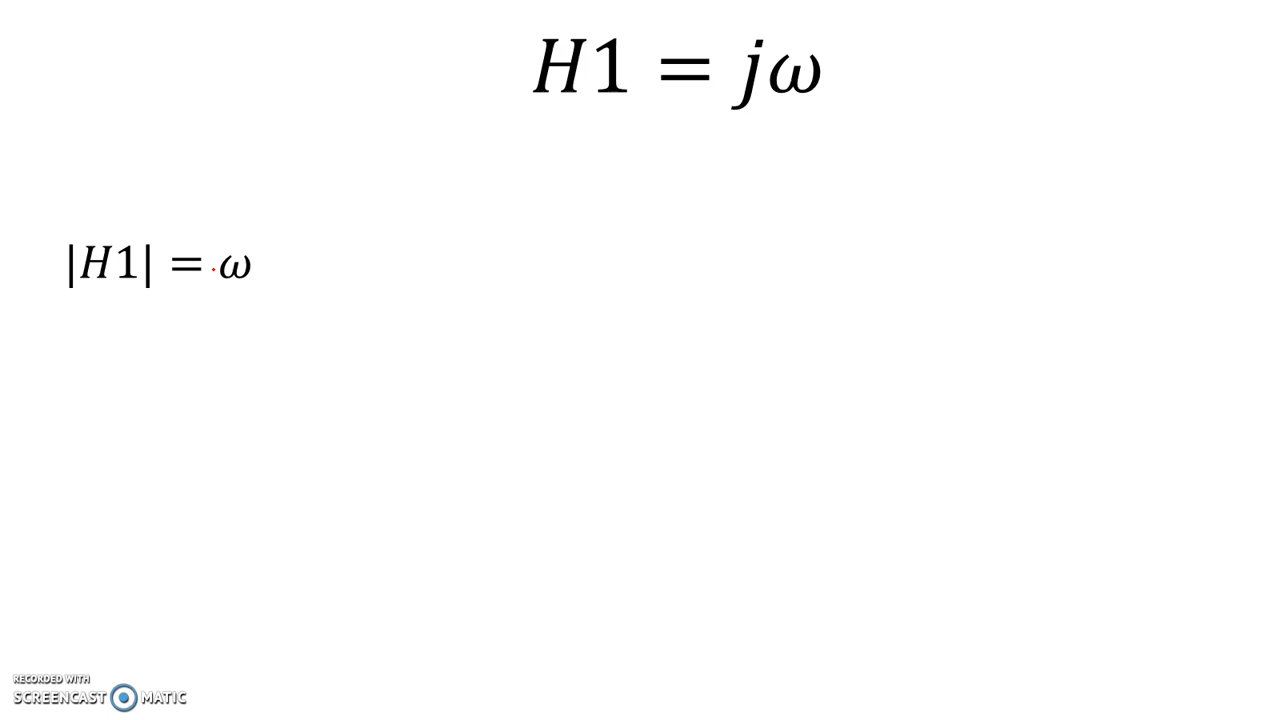 H1 = jω
|H1| = ω
RECORDED WITH
SCREENCAST MATIC